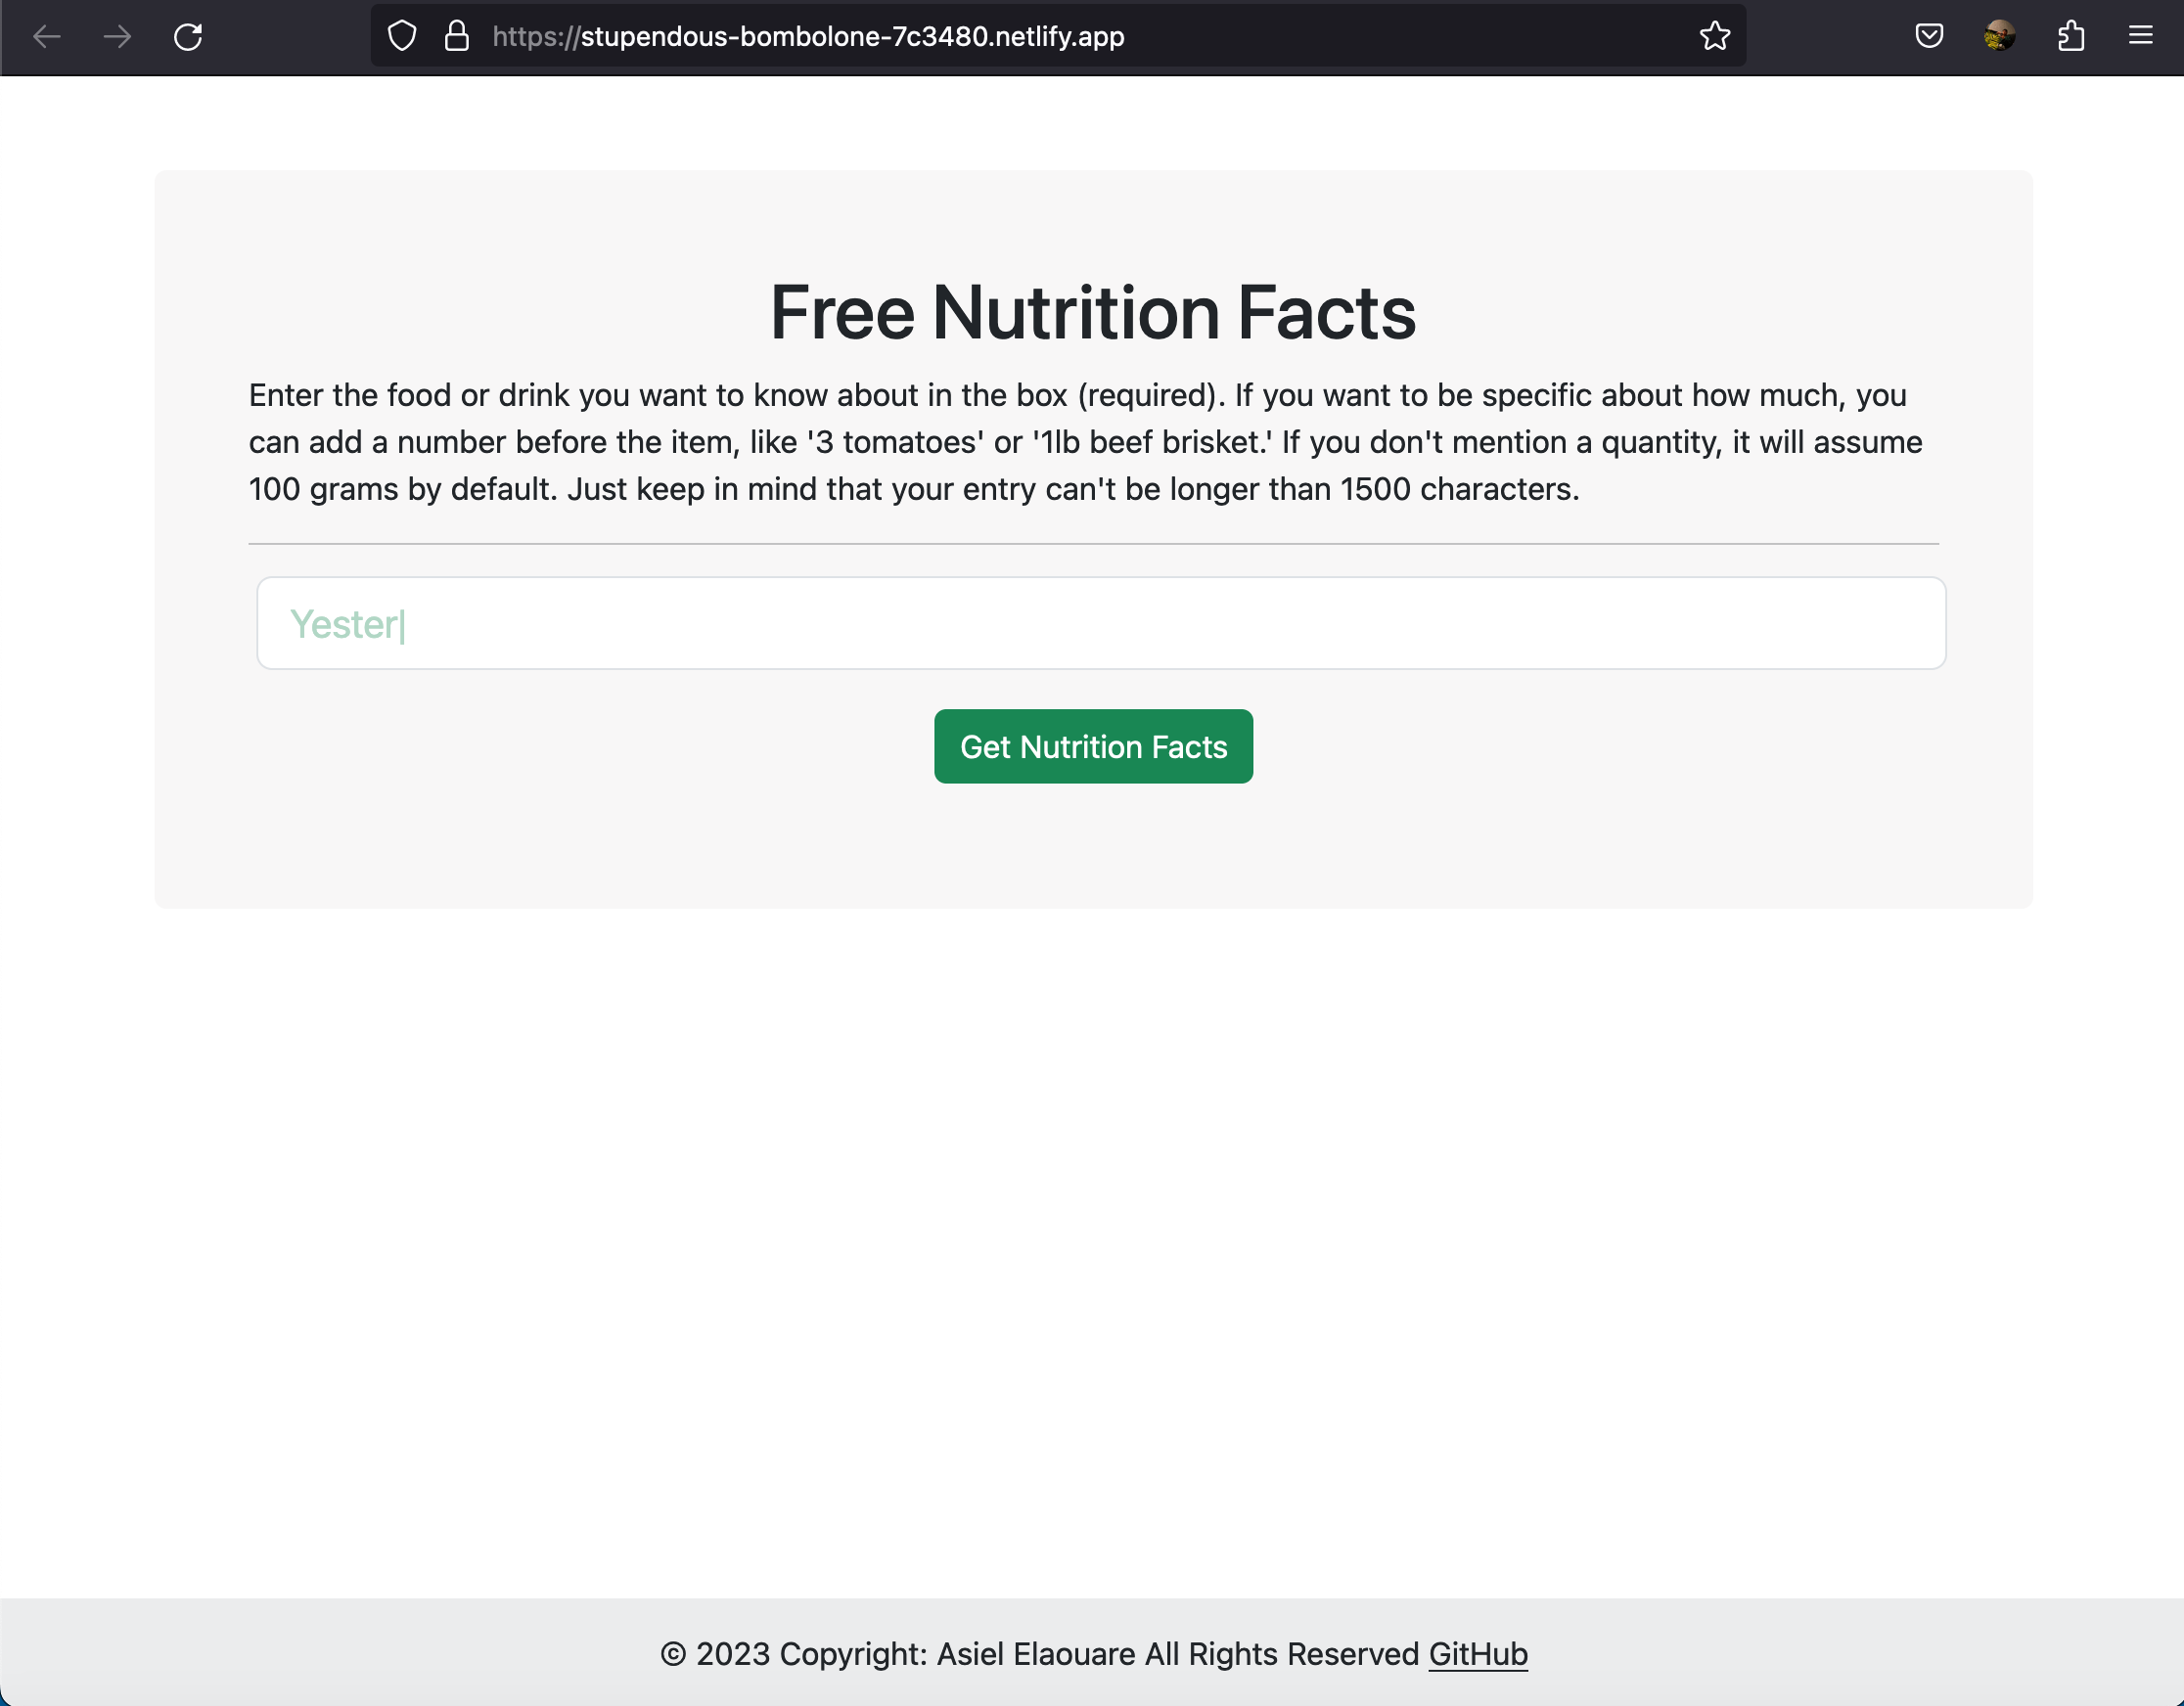 https://stupendous-bombolone-7c3480.netlify.app
Free Nutrition Facts
Enter the food or drink you want to know about in the box (required). If you want to be specific about how much, you
can add a number before the item, like '3 tomatoes' or '1lb beef brisket.' If you don't mention a quantity, it will assume
100 grams by default. Just keep in mind that your entry can't be longer than 1500 characters.
Yester|
Get Nutrition Facts
© 2023 Copyright: Asiel Elaouare All Rights Reserved GitHub